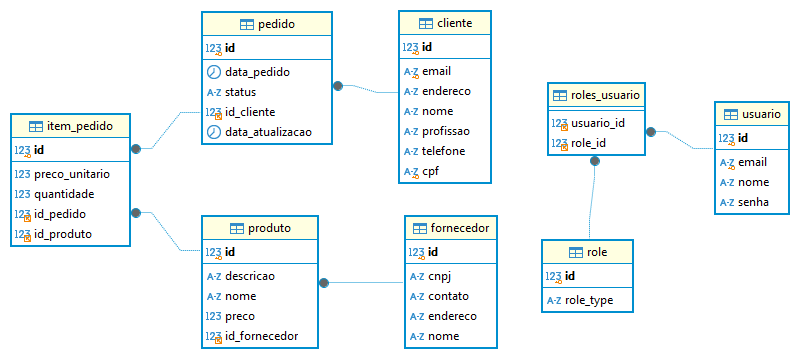 pedido
123 id
data_pedido
A-Z status
123 id_cliente
data_atualizacao
cliente
123 id
A-Z email
A-Z endereco
A-Z nome
A-Z profissao
A-Z telefone
A-Z cpf
item_pedido
123 id
123 preco_unitario
123 quantidade
123 id_pedido
123 id_produto
produto
123 id
A-Z descricao
A-Z nome
123 preco
123 id_fornecedor
fornecedor
123 id
A-Z cnpj
A-Z contato
A-Z endereco
A-Z nome
roles_usuario
123 usuario_id
123 role_id
usuario
123 id
A-Z email
A-Z nome
A-Z senha
role
123 id
A-Z role_type